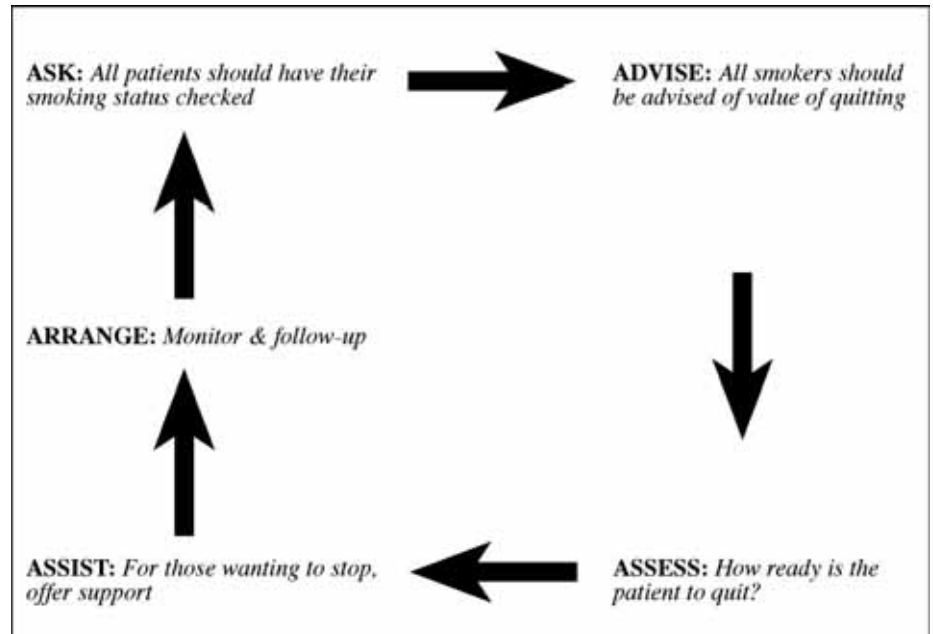 ASK: All patients should have their
smoking status checked
ADVISE: All smokers should
be advised of value of quitting
ARRANGE: Monitor & follow-up
ASSIST: For those wanting to stop,
offer support
ASSESS: How ready is the
patient to quit?